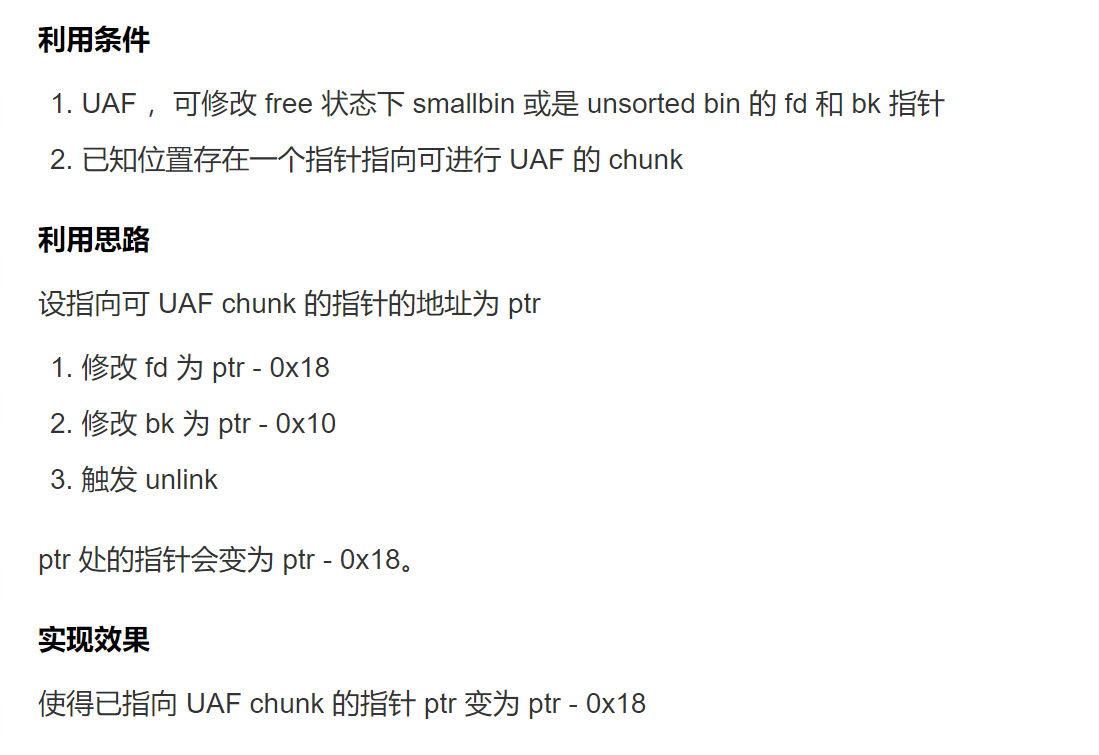 利用条件
1. UAF ，可修改 free 状态下 smallbin 或是 unsorted bin 的 fd 和 bk 指针
2. 已知位置存在一个指针指向可进行 UAF 的 chunk
利用思路
设指向可 UAF chunk 的指针的地址为 ptr
1. 修改 fd 为 ptr - 0x18
2. 修改 bk 为 ptr - 0x10
3. 触发 unlink
ptr 处的指针会变为 ptr - 0x18。
实现效果
使得已指向 UAF chunk 的指针 ptr 变为 ptr - 0x18